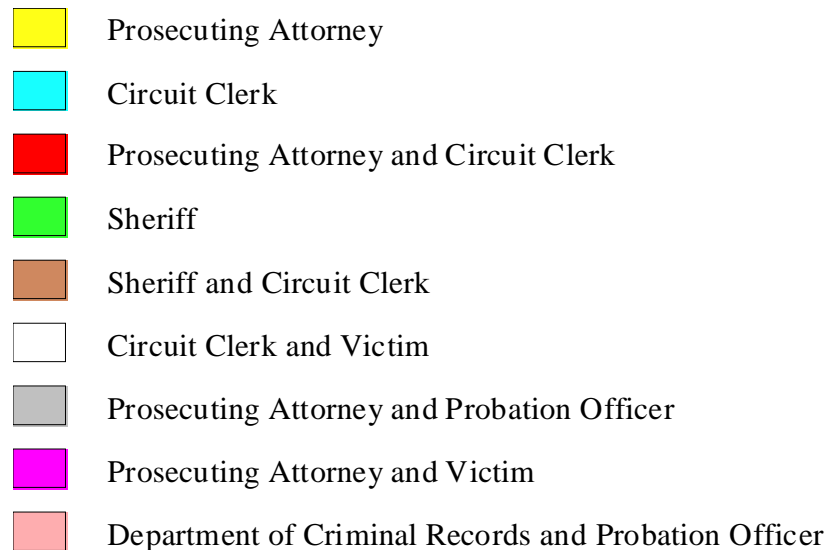 Prosecuting Attorney
Circuit Clerk
Prosecuting Attorney and Circuit Clerk
Sheriff
Sheriff and Circuit Clerk
Circuit Clerk and Victim
Prosecuting Attorney and Probation Officer
Prosecuting Attorney and Victim
Department of Criminal Records and Probation Officer